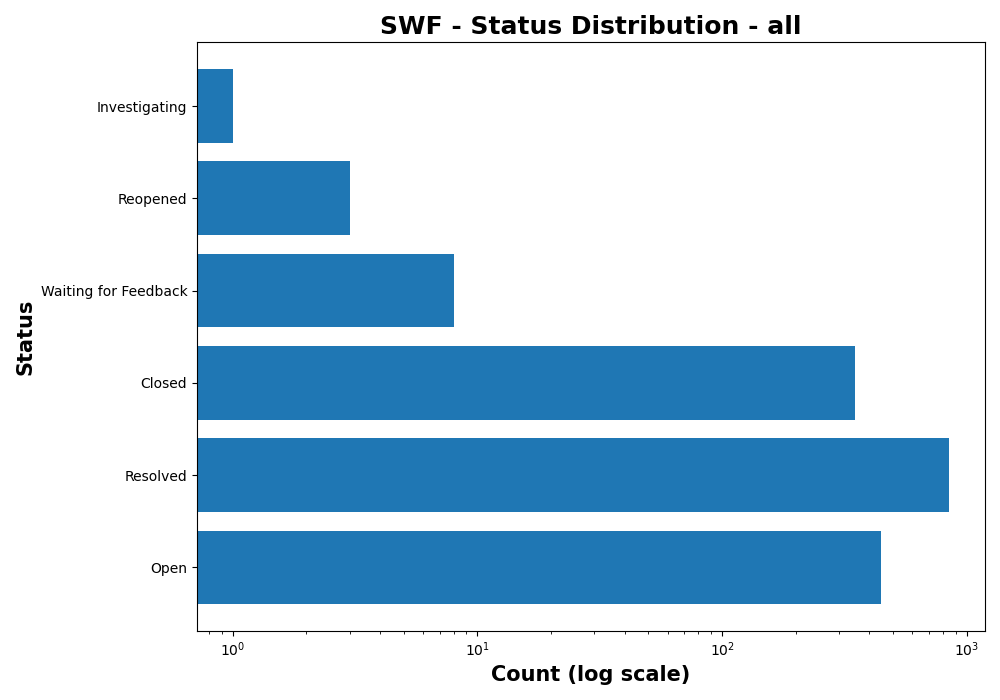 SWF - Status Distribution - all
Investigating
Reopened
Waiting for Feedback
Closed
Resolved
Open
Status
10⁰
10¹
10²
10³
Count (log scale)